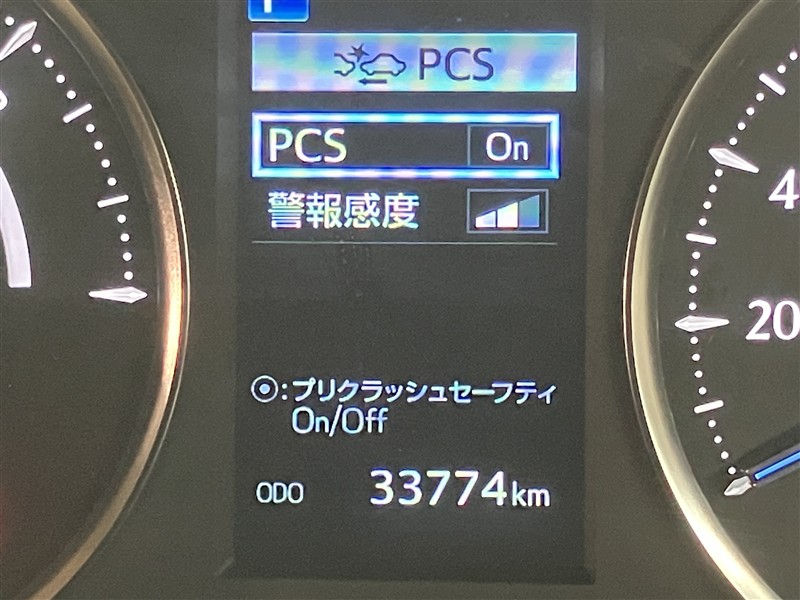 PCS
PCS On
警報感度
⦿:プリクラッシュセーフティ
On/Off
ODO 33774km
4
20